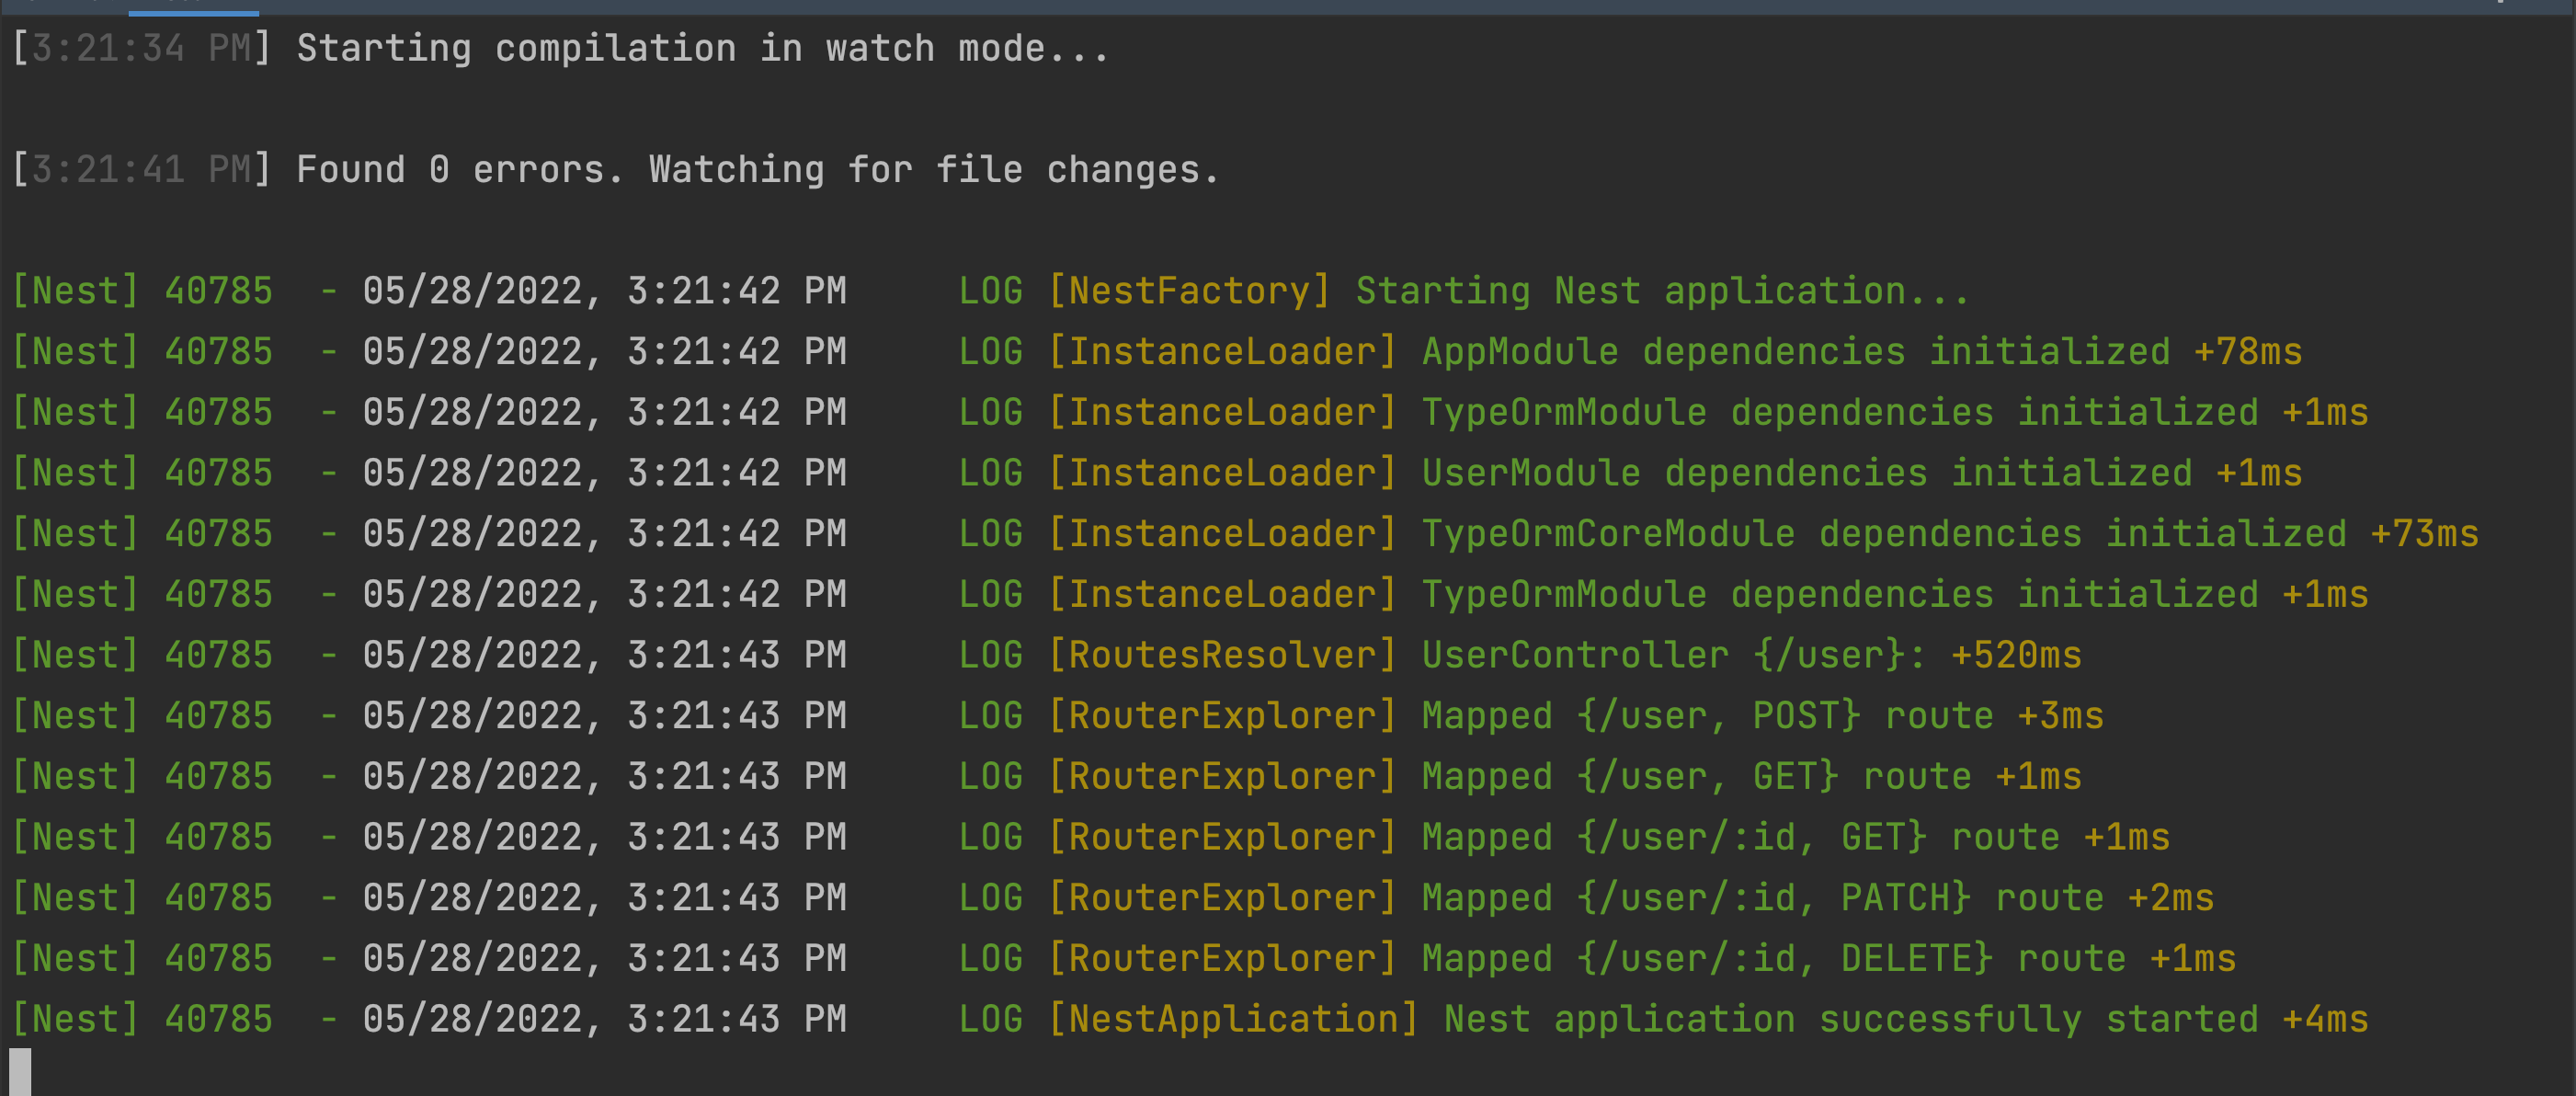 [3:21:34 PM] Starting compilation in watch mode...
[3:21:41 PM] Found 0 errors. Watching for file changes.
[Nest] 40785  - 05/28/2022, 3:21:42 PM     LOG [NestFactory] Starting Nest application...
[Nest] 40785  - 05/28/2022, 3:21:42 PM     LOG [InstanceLoader] AppModule dependencies initialized +78ms
[Nest] 40785  - 05/28/2022, 3:21:42 PM     LOG [InstanceLoader] TypeOrmModule dependencies initialized +1ms
[Nest] 40785  - 05/28/2022, 3:21:42 PM     LOG [InstanceLoader] UserModule dependencies initialized +1ms
[Nest] 40785  - 05/28/2022, 3:21:42 PM     LOG [InstanceLoader] TypeOrmCoreModule dependencies initialized +73ms
[Nest] 40785  - 05/28/2022, 3:21:42 PM     LOG [InstanceLoader] TypeOrmModule dependencies initialized +1ms
[Nest] 40785  - 05/28/2022, 3:21:43 PM     LOG [RoutesResolver] UserController {/user}: +520ms
[Nest] 40785  - 05/28/2022, 3:21:43 PM     LOG [RouterExplorer] Mapped {/user, POST} route +3ms
[Nest] 40785  - 05/28/2022, 3:21:43 PM     LOG [RouterExplorer] Mapped {/user, GET} route +1ms
[Nest] 40785  - 05/28/2022, 3:21:43 PM     LOG [RouterExplorer] Mapped {/user/:id, GET} route +1ms
[Nest] 40785  - 05/28/2022, 3:21:43 PM     LOG [RouterExplorer] Mapped {/user/:id, PATCH} route +2ms
[Nest] 40785  - 05/28/2022, 3:21:43 PM     LOG [RouterExplorer] Mapped {/user/:id, DELETE} route +1ms
[Nest] 40785  - 05/28/2022, 3:21:43 PM     LOG [NestApplication] Nest application successfully started +4ms